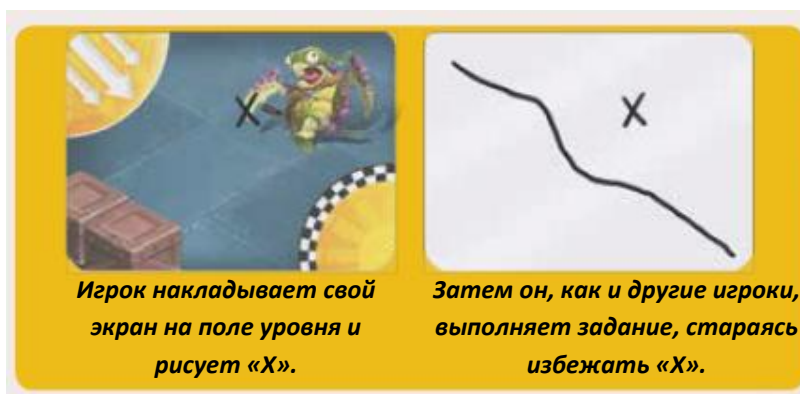 X
X
Игрок накладывает свой
экран на поле уровня и
рисует «X».
Затем он, как и другие игроки,
выполняет задание, стараясь
избежать «X».